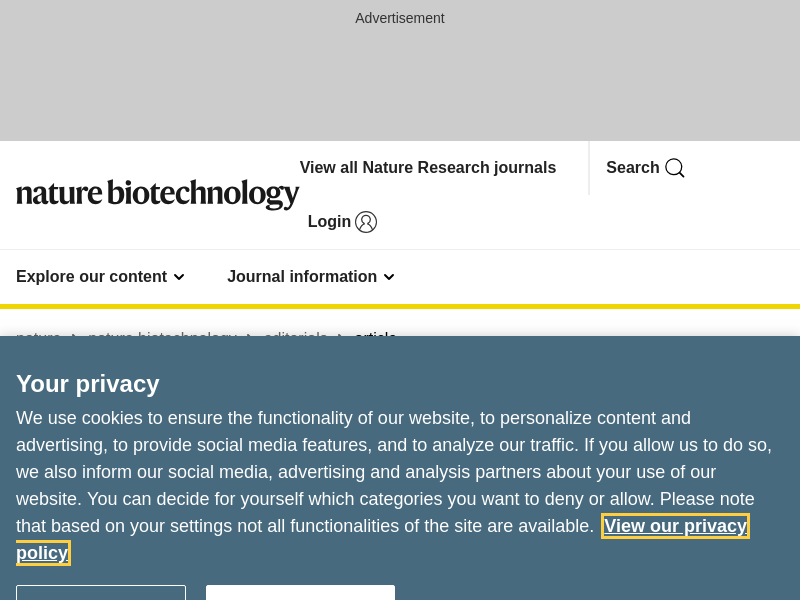 Advertisement
nature biotechnology
View all Nature Research journals
Search
Login
Explore our content
Journal information
article
Your privacy
We use cookies to ensure the functionality of our website, to personalize content and
advertising, to provide social media features, and to analyze our traffic. If you allow us to do so,
we also inform our social media, advertising and analysis partners about your use of our
website. You can decide for yourself which categories you want to deny or allow. Please note
that based on your settings not all functionalities of the site are available. View our privacy
policy